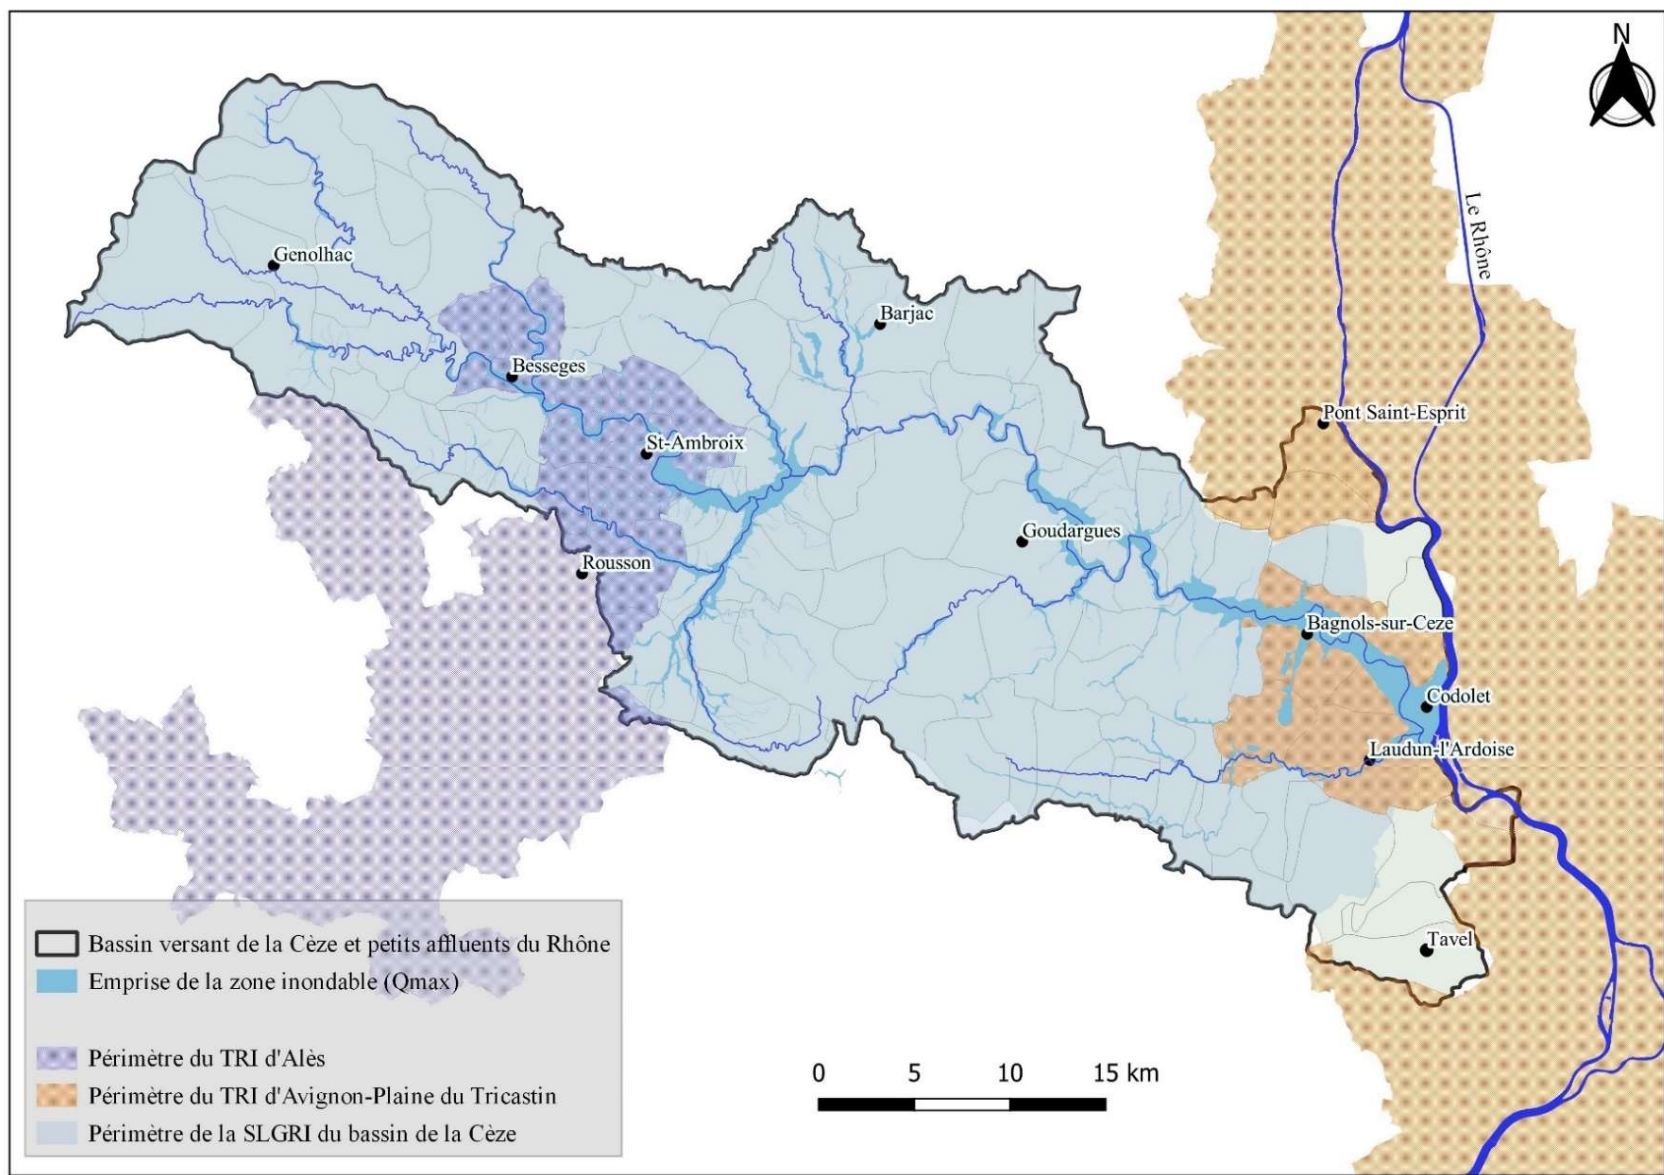 N
Le Rhône
Genolhac
Barjac
Besseges
Pont Saint-Esprit
St-Ambroix
Goudargues
Rousson
Bagnols-sur-Ceze
Codolet
Laudun-l'Ardoise
Tavel
Bassin versant de la Cèze et petits affluents du Rhône
Emprise de la zone inondable (Qmax)
Périmètre du TRI d'Alès
Périmètre du TRI d'Avignon-Plaine du Tricastin
Périmètre de la SLGRI du bassin de la Cèze
0 5 10 15 km